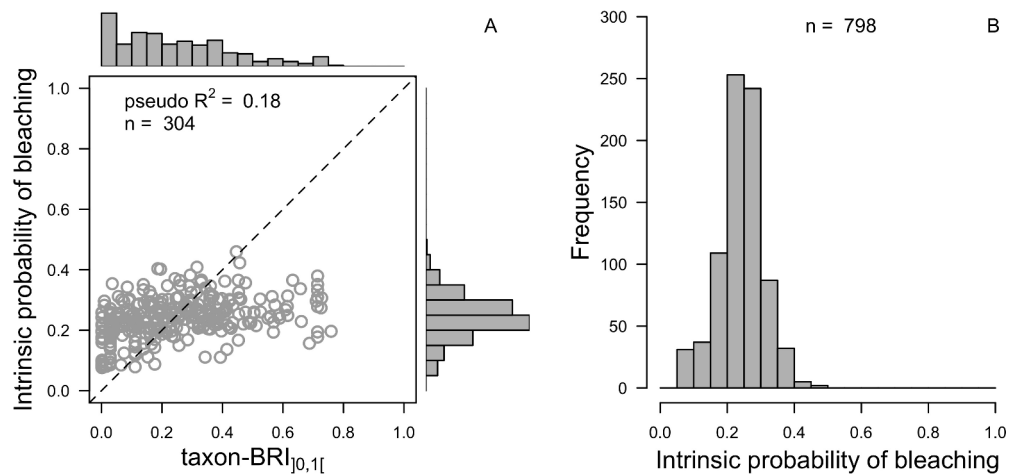 A
pseudo R² = 0.18
n = 304
Intrinsic probability of bleaching
1.0
0.8
0.6
0.4
0.2
0.0
0.0 0.2 0.4 0.6 0.8 1.0
taxon-BRI]0,1[
n = 798
B
Frequency
300
250
200
150
100
50
0
0.0 0.2 0.4 0.6 0.8 1.0
Intrinsic probability of bleaching